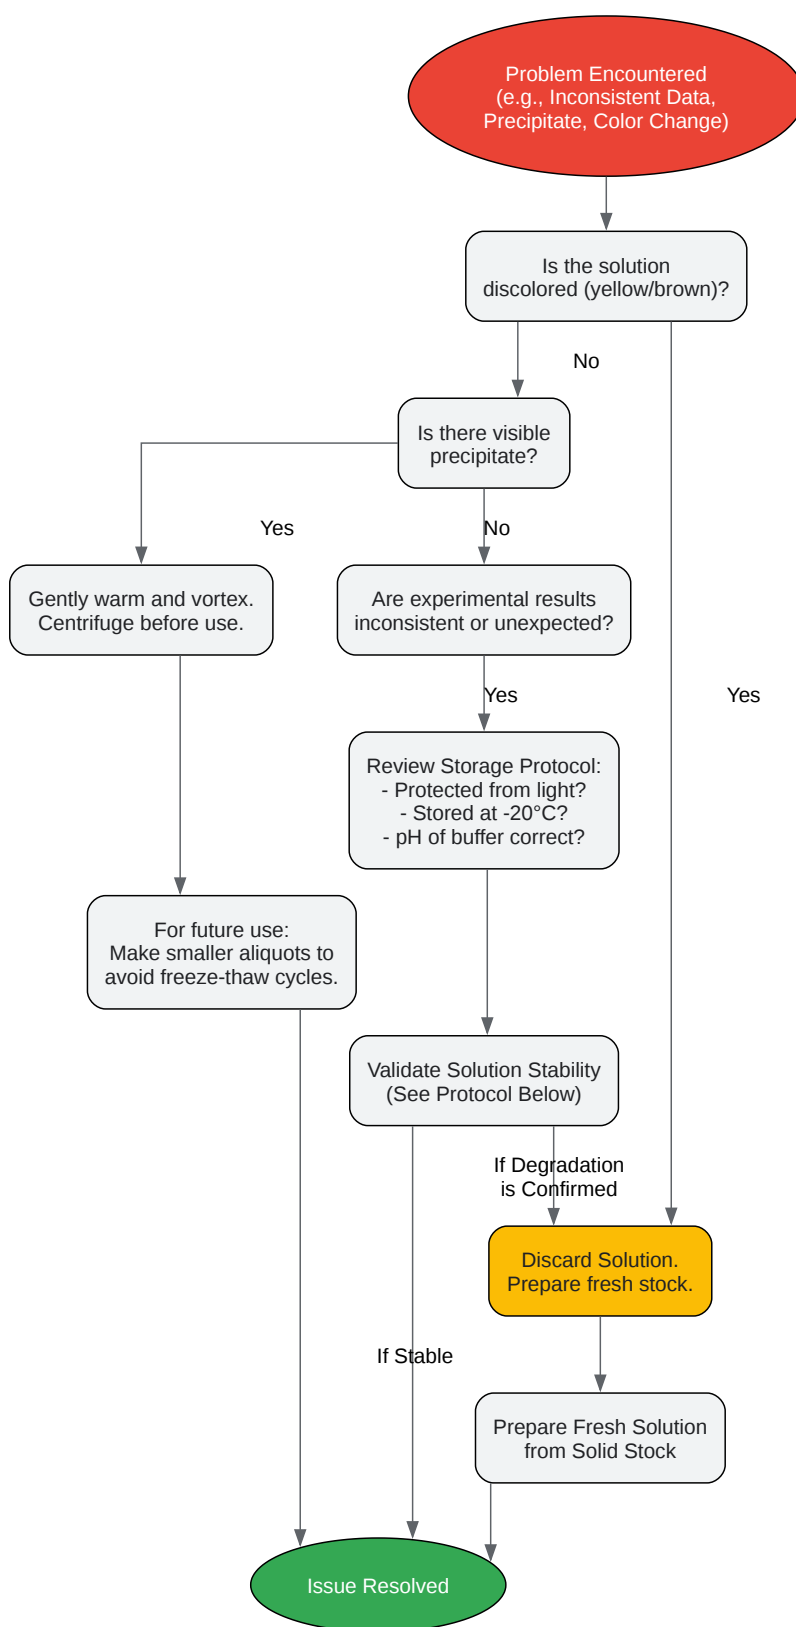 Problem Encountered
(e.g., Inconsistent Data,
Precipitate, Color Change)
Is the solution
discolored (yellow/brown)?
No
Is there visible
precipitate?
Yes
No
Gently warm and vortex.
Centrifuge before use.
Are experimental results
inconsistent or unexpected?
Yes
Yes
Review Storage Protocol:
- Protected from light?
- Stored at -20°C?
- pH of buffer correct?
For future use:
Make smaller aliquots to
avoid freeze-thaw cycles.
Validate Solution Stability
(See Protocol Below)
If Degradation
is Confirmed
Discard Solution.
Prepare fresh stock.
If Stable
Prepare Fresh Solution
from Solid Stock
Issue Resolved